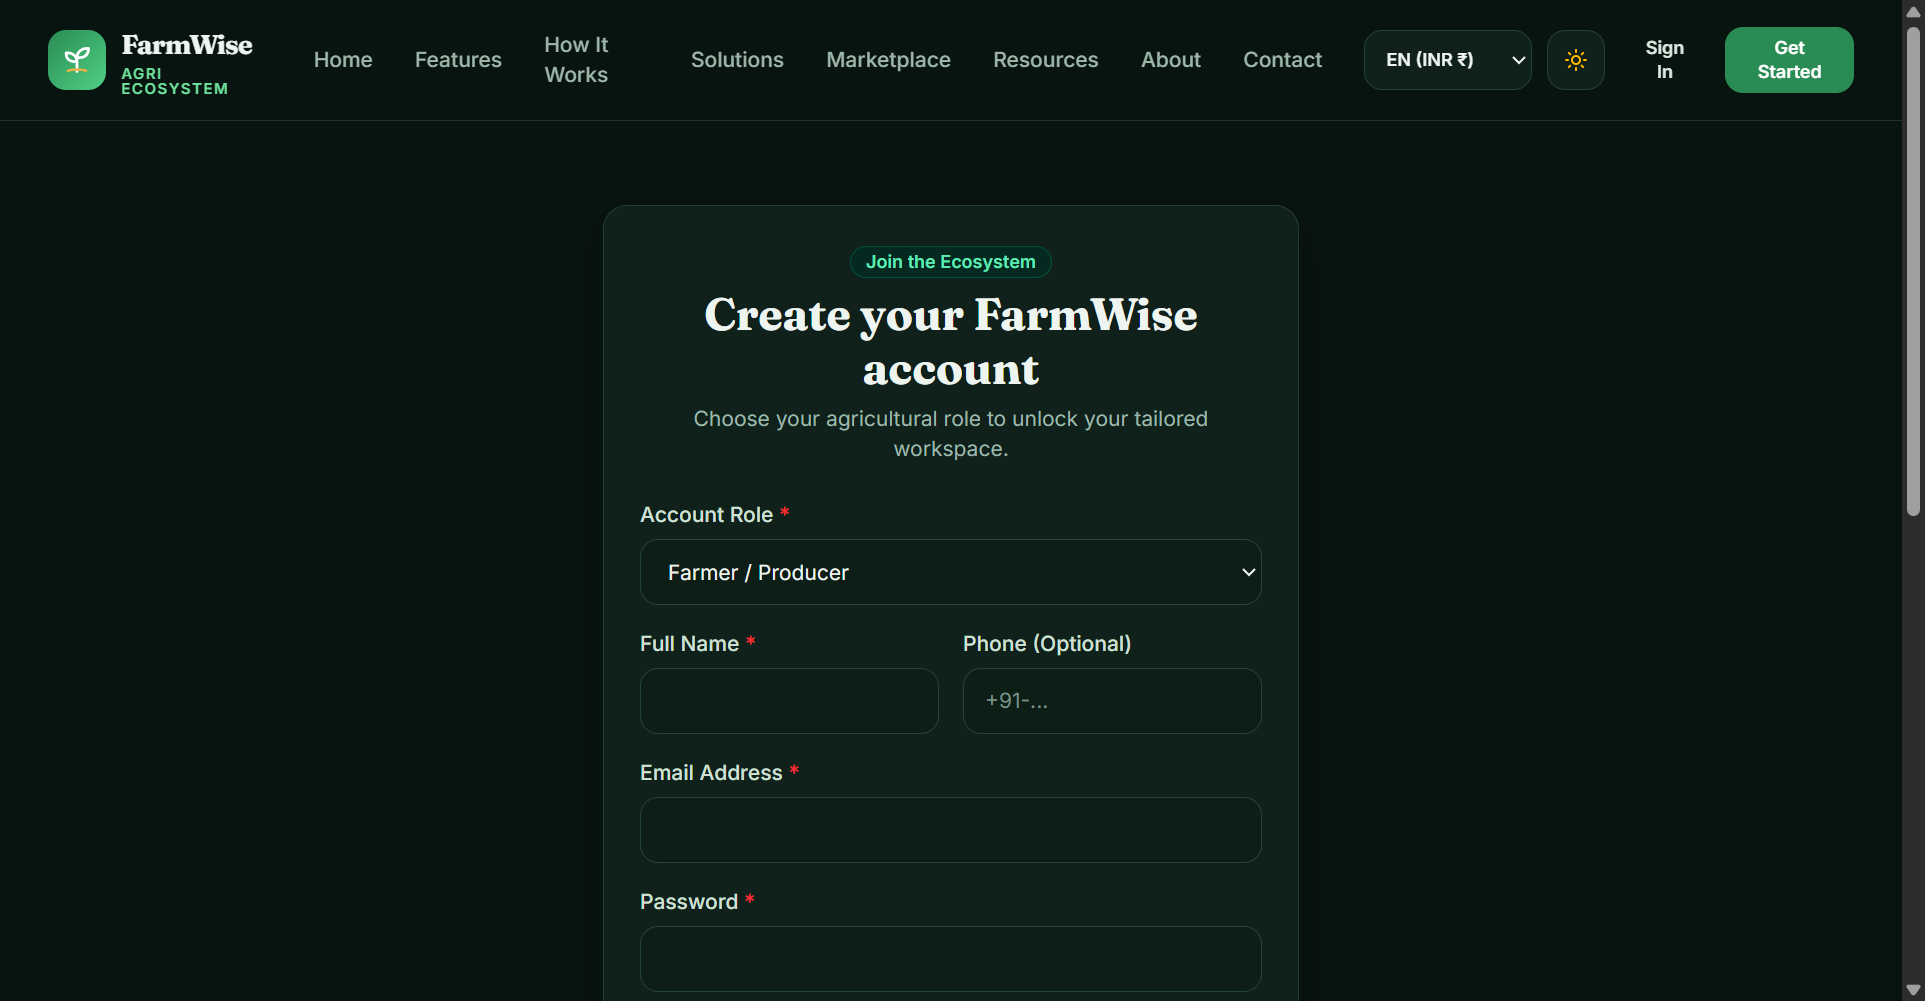 FarmWise
AGRI
ECOSYSTEM
Home
Features
How It
Works
Solutions
Marketplace
Resources
About
Contact
EN (INR ₹)
Sign
In
Get
Started
Join the Ecosystem
Create your FarmWise
account
Choose your agricultural role to unlock your tailored
workspace.
Account Role *
Farmer / Producer
Full Name *
Phone (Optional)
+91-...
Email Address *
Password *